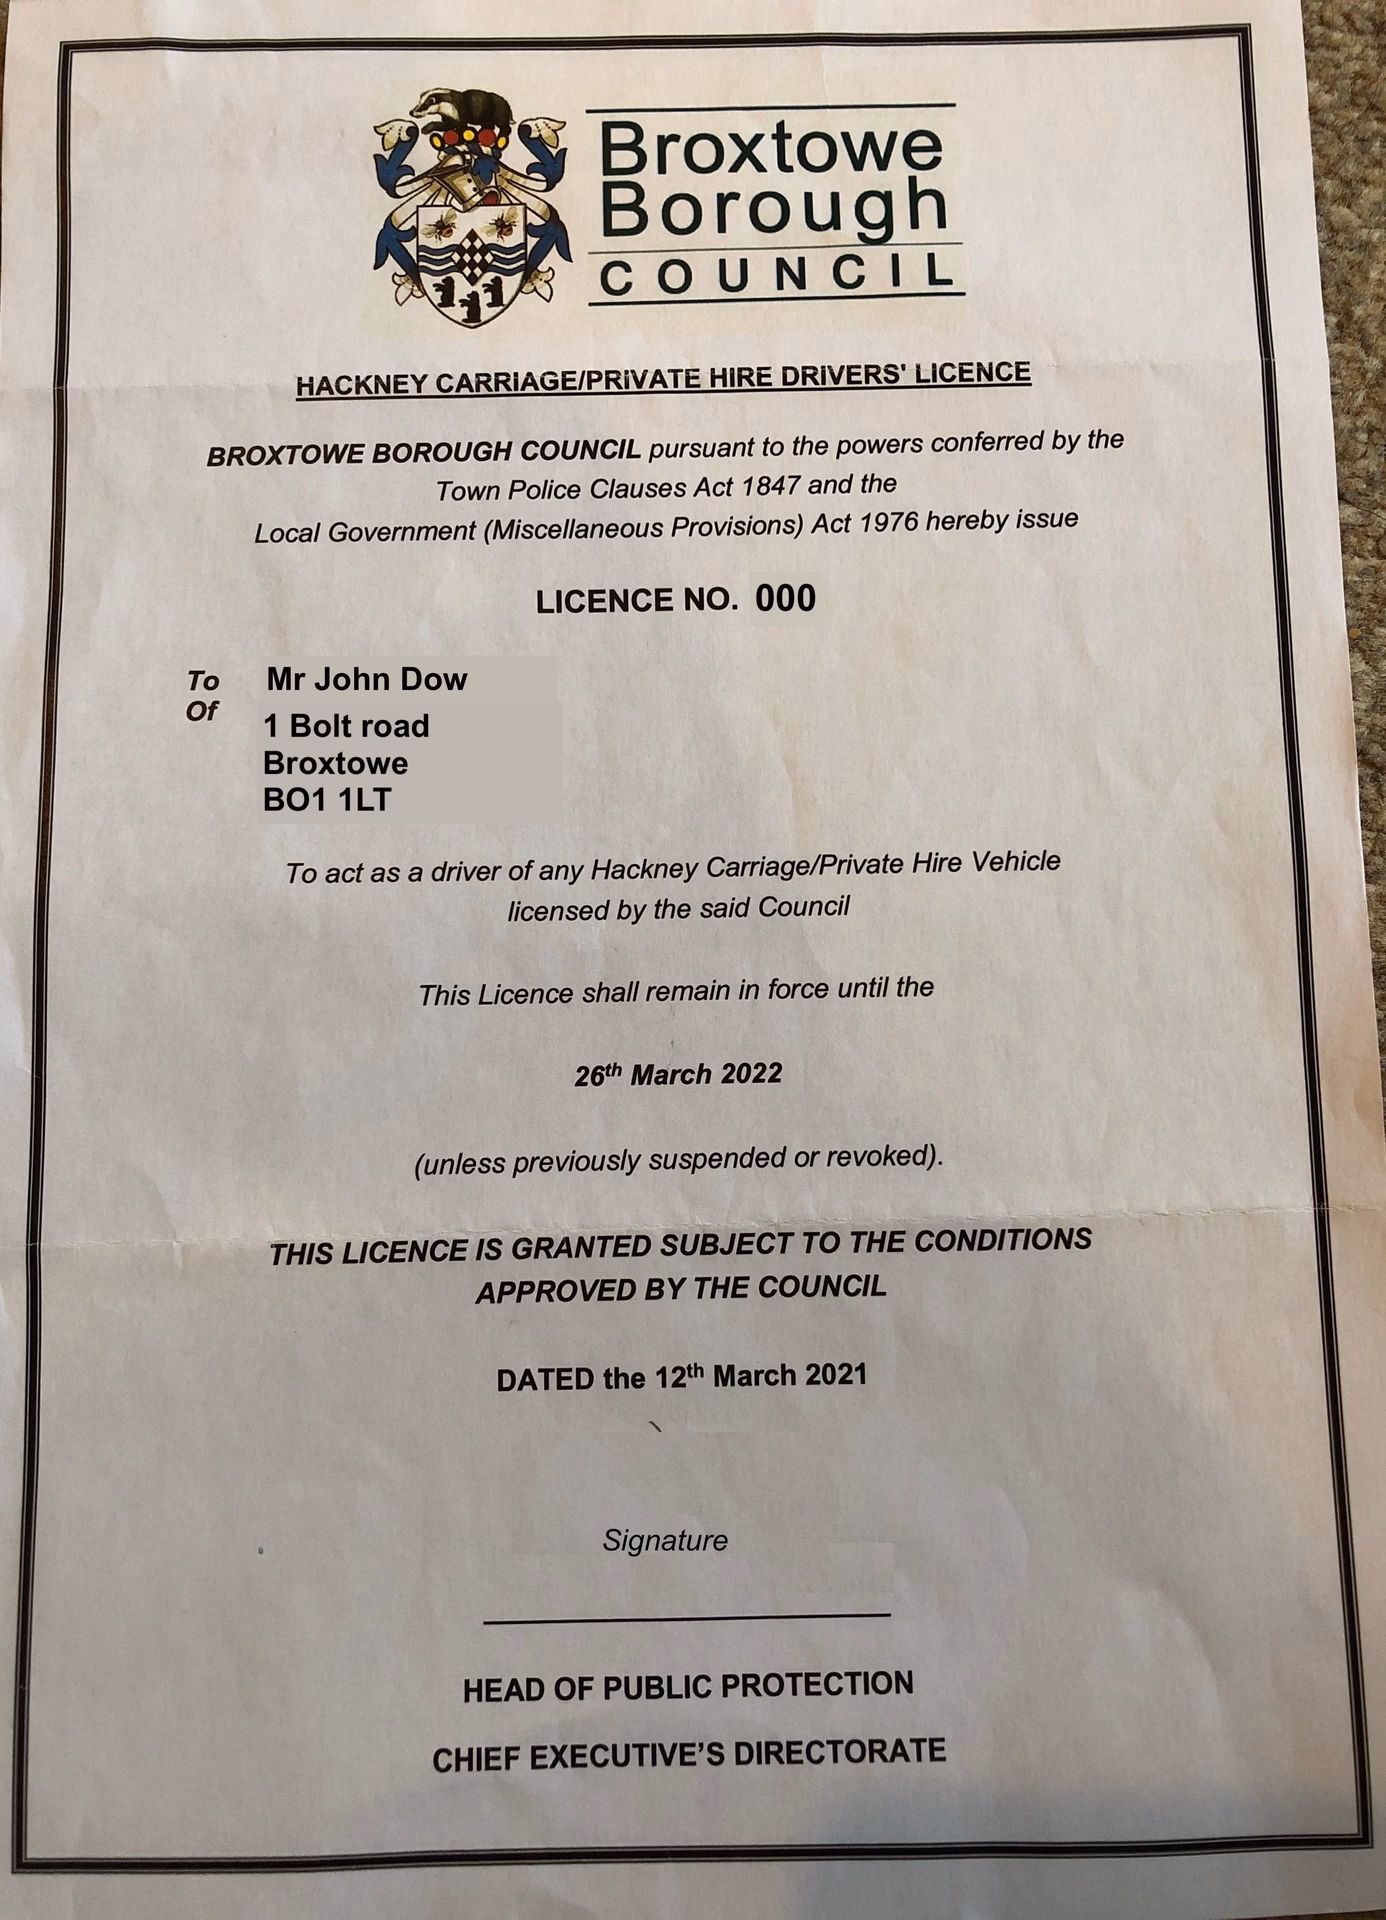 Broxtowe
Borough
COUNCIL
HACKNEY CARRIAGE/PRIVATE HIRE DRIVERS' LICENCE
BROXTOWE BOROUGH COUNCIL pursuant to the powers conferred by the
Town Police Clauses Act 1847 and the
Local Government (Miscellaneous Provisions) Act 1976 hereby issue
LICENCE NO. 000
To Mr John Dow
Of 1 Bolt road
Broxtowe
BO1 1LT
To act as a driver of any Hackney Carriage/Private Hire Vehicle
licensed by the said Council
This Licence shall remain in force until the
26th March 2022
(unless previously suspended or revoked).
THIS LICENCE IS GRANTED SUBJECT TO THE CONDITIONS
APPROVED BY THE COUNCIL
DATED the 12th March 2021
Signature
HEAD OF PUBLIC PROTECTION
CHIEF EXECUTIVE’S DIRECTORATE